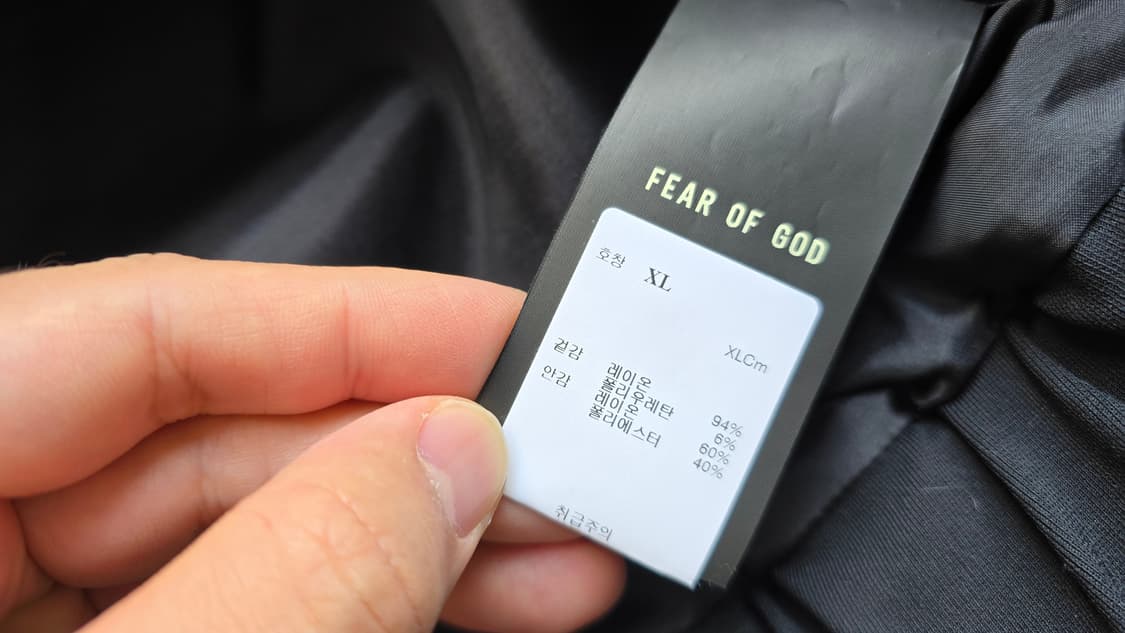 FEAR OF GOD
호창 XL
XLCm
겉감 레이온 94%
폴리우레탄 6%
안감 레이온 60%
폴리에스터 40%
취급주의